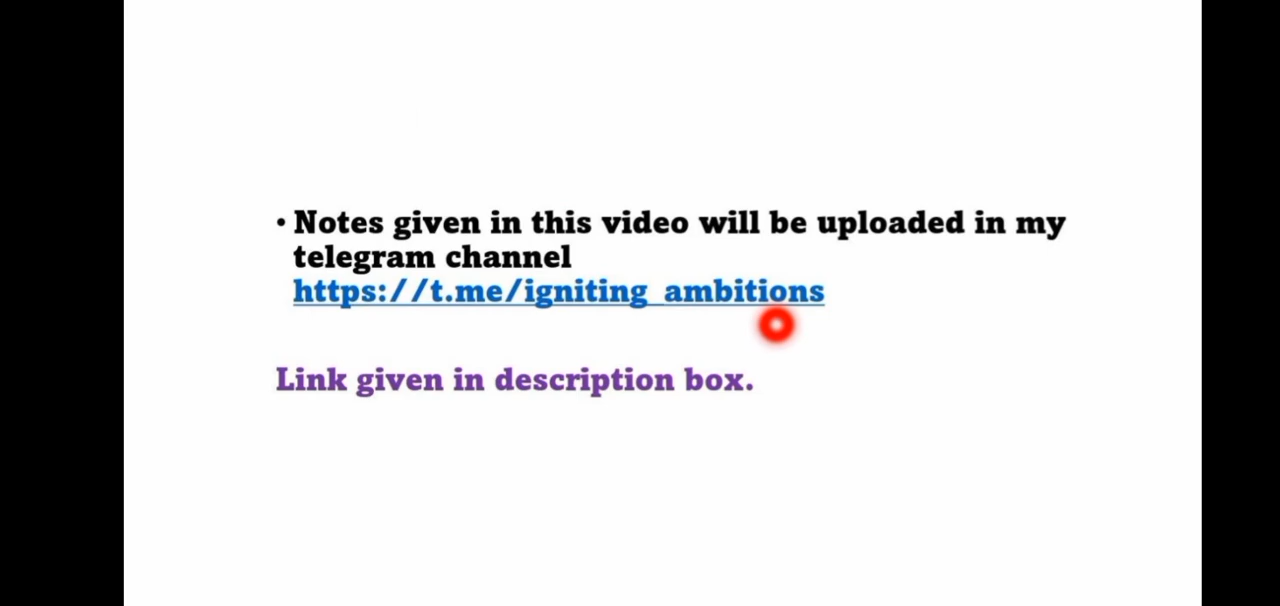 • Notes given in this video will be uploaded in my
telegram channel
https://t.me/igniting_ambitions
Link given in description box.